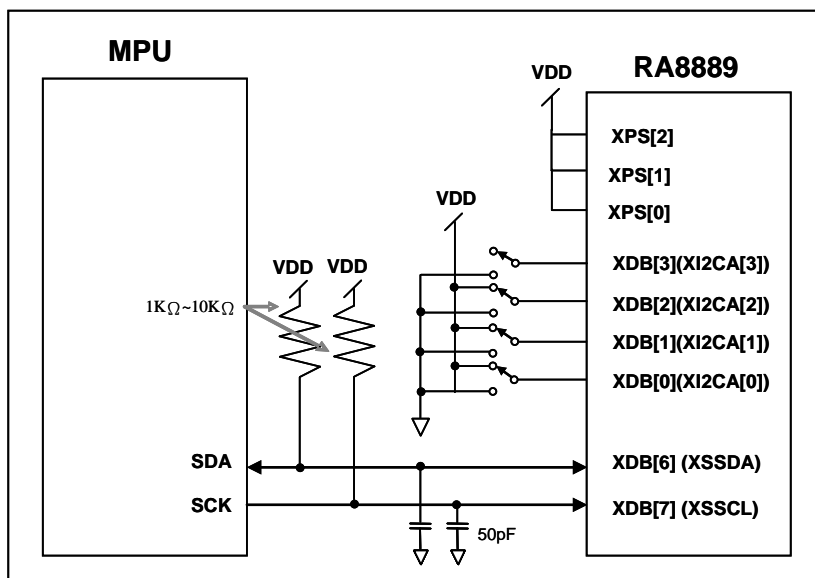 MPU
RA8889
VDD
XPS[2]
XPS[1]
XPS[0]
VDD
XDB[3](XI2CA[3])
XDB[2](XI2CA[2])
XDB[1](XI2CA[1])
XDB[0](XI2CA[0])
VDD VDD
1KΩ~10KΩ
SDA
XDB[6] (XSSDA)
SCK
XDB[7] (XSSCL)
50pF